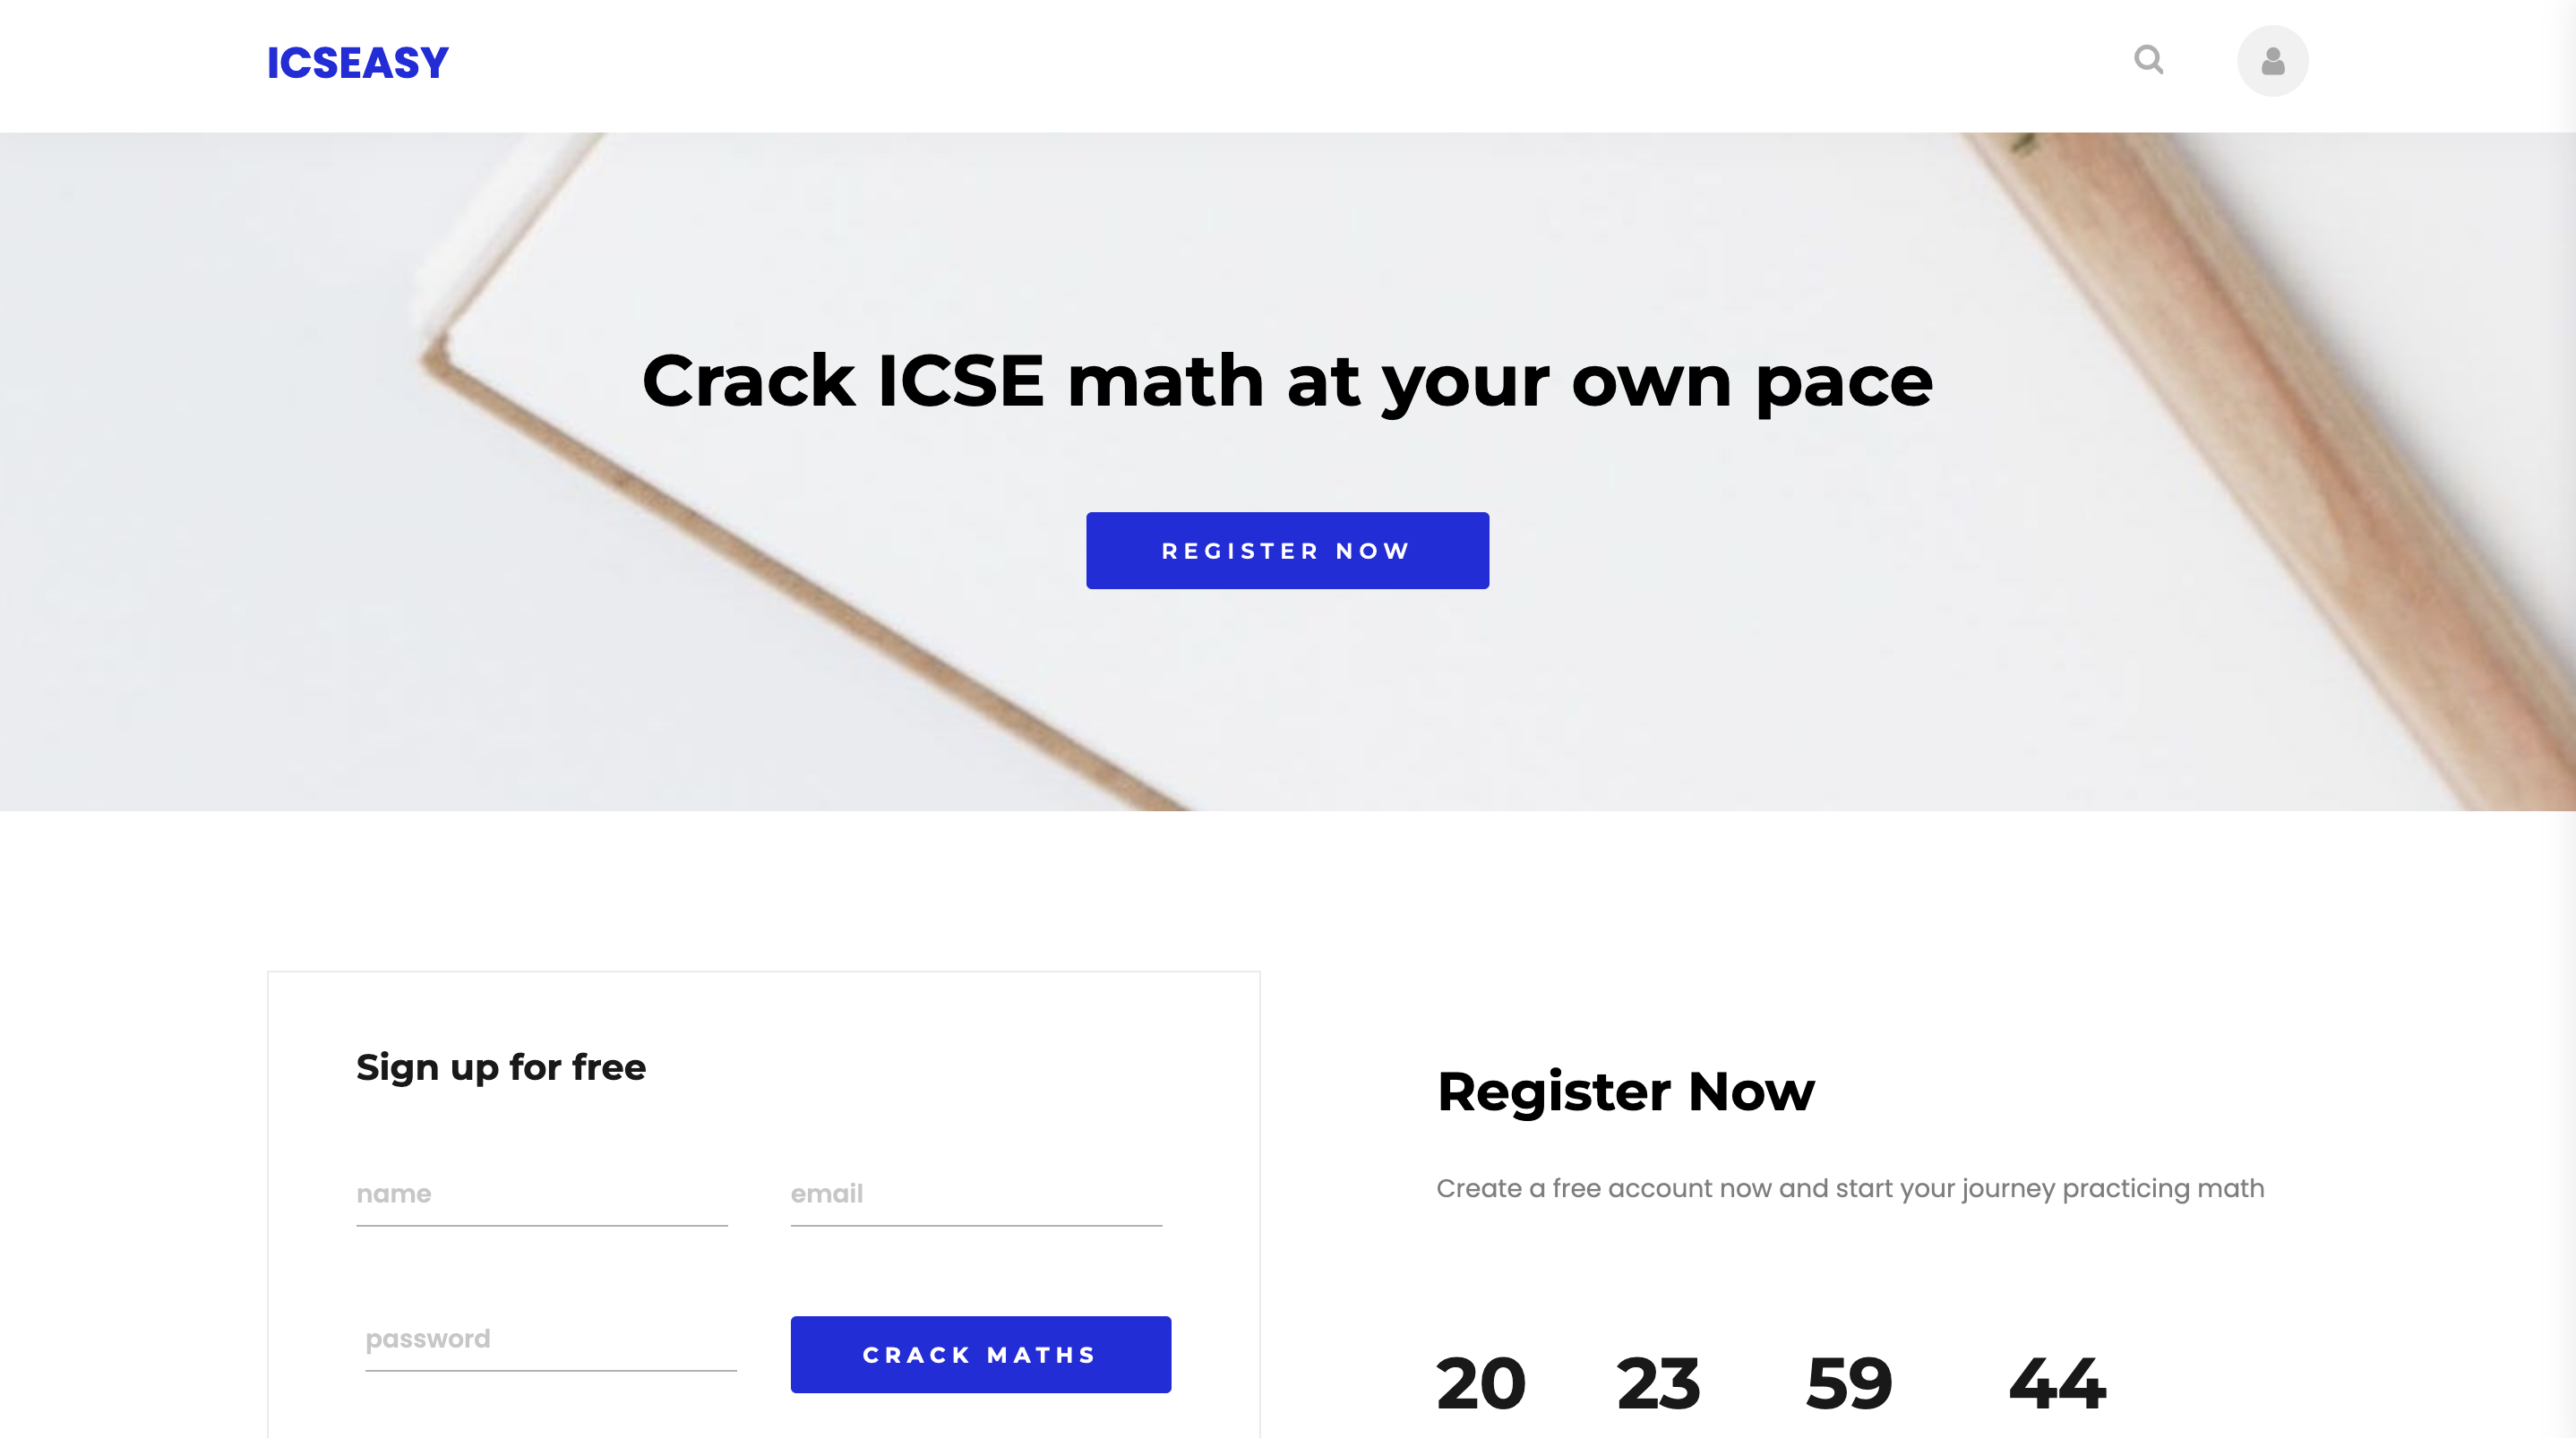 ICSEASY
Crack ICSE math at your own pace
REGISTER NOW
Sign up for free
name
email
password
CRACK MATHS
Register Now
Create a free account now and start your journey practicing math
20 23 59 44